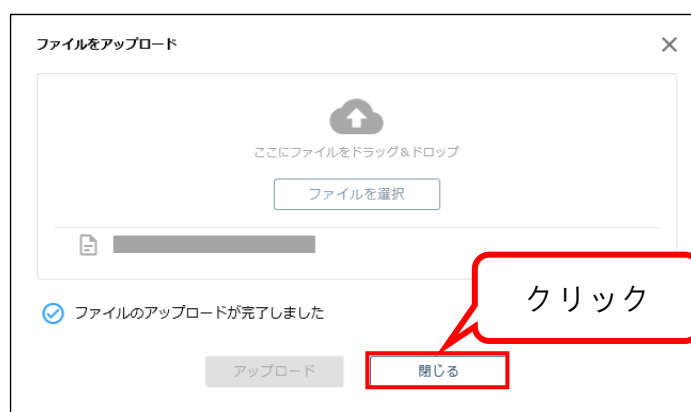 ファイルをアップロード
ここにファイルをドラッグ&ドロップ
ファイルを選択
ファイルのアップロードが完了しました
クリック
アップロード
閉じる